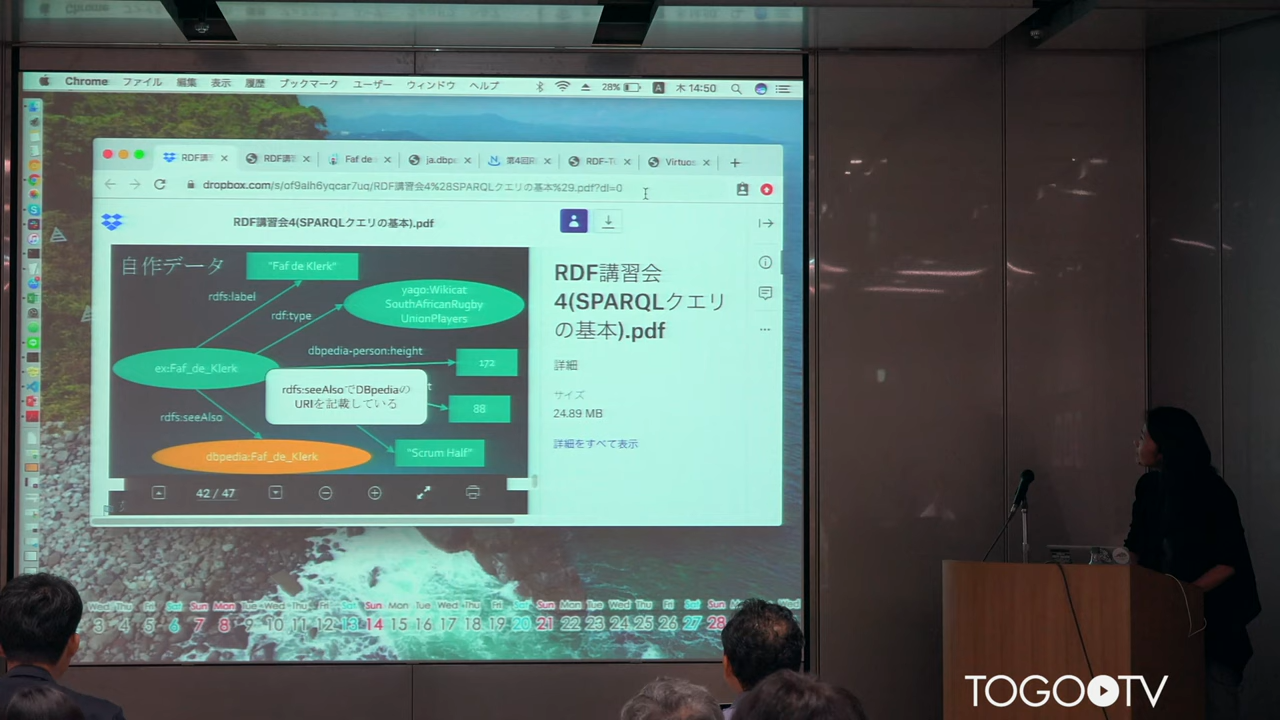 Chrome ファイル 編集 表示 履歴 ブックマーク ユーザー ウィンドウ ヘルプ 28% A 木 14:50
RDF講 × RDF講 × Faf de × ja.dbp × 第4回R × RDF-T × Virtuo × +
dropbox.com/s/of9alh6yqcar7uq/RDF講習会4%28SPARQLクエリの基本%29.pdf?dl=0
RDF講習会4(SPARQLクエリの基本).pdf
自作データ
"Faf de Klerk"
rdfs:label
yago:Wikicat
SouthAfricanRugby
UnionPlayers
rdf:type
dbpedia-person:height
172
ex:Faf_de_Klerk
rdfs:seeAlsoでDBpediaの
URIを記載している
t
88
rdfs:seeAlso
dbpedia:Faf_de_Klerk
"Scrum Half"
42 / 47
RDF講習会
4(SPARQLクエリ
の基本).pdf
詳細
サイズ
24.89 MB
詳細をすべて表示
Wed Thu Fri Sat Sun Mon Tue Wed Thu Fri Sat Sun Mon Tue Wed Thu Fri Sat Sun Mon Tue Wed Thu Fri Sat Sun Mon Tue Wed
3 4 5 6 7 8 9 10 11 12 13 14 15 16 17 18 19 20 21 22 23 24 25 26 27 28
TOGO TV